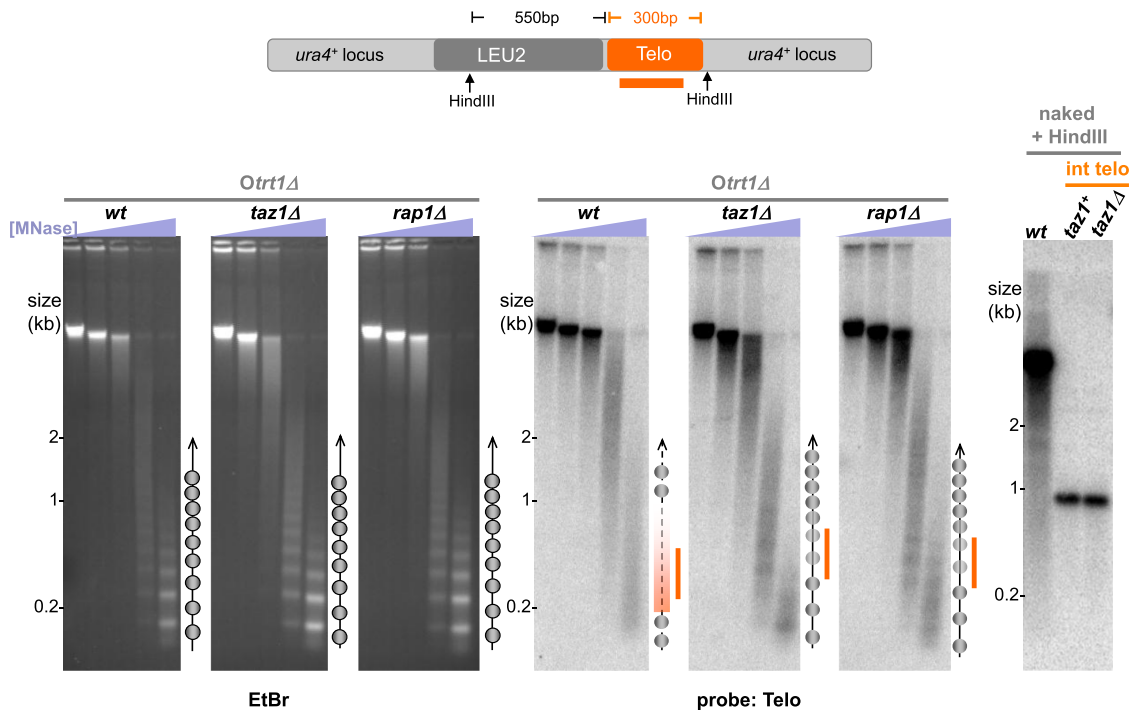 550bp 300bp
ura4+ locus LEU2 Telo ura4+ locus
HindIII HindIII
naked
+ HindIII
int telo
Otrt1Δ Otrt1Δ
[MNase] wt taz1Δ rap1Δ wt taz1Δ rap1Δ wt taz1+ taz1Δ
size
(kb)
2
1
0.2
size
(kb)
2
1
0.2
size
(kb)
2
1
0.2
EtBr probe: Telo